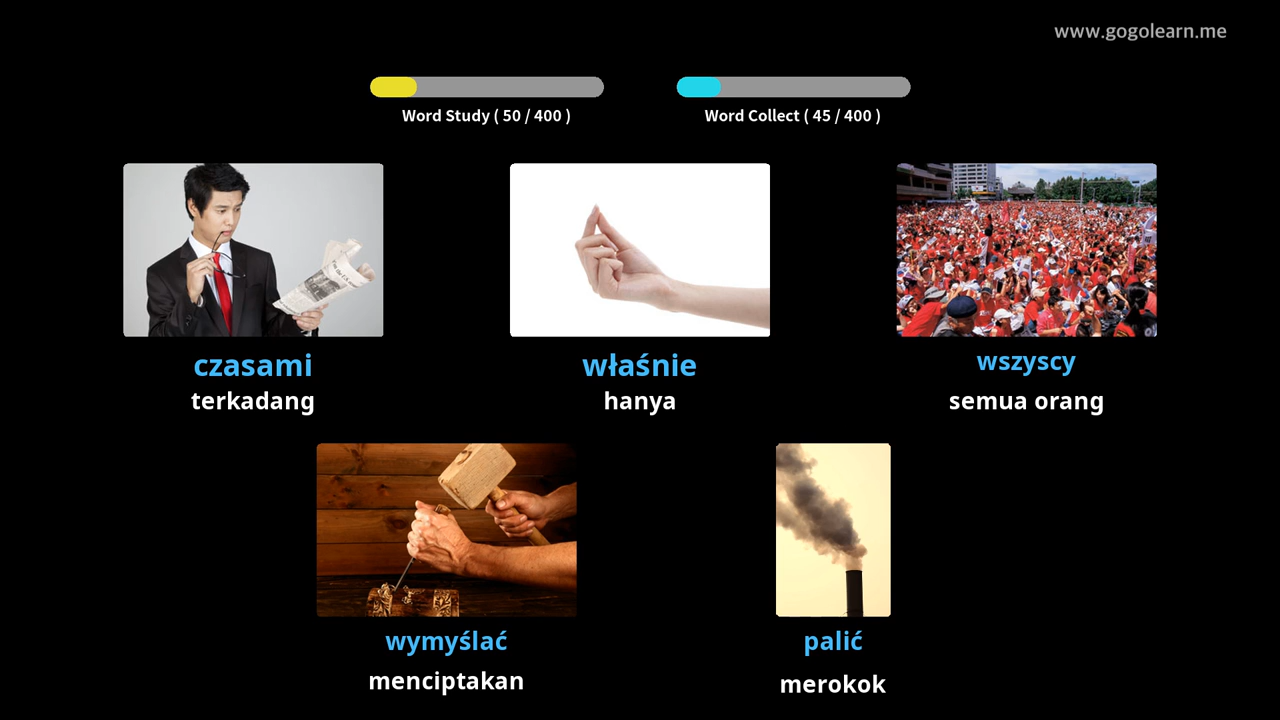 www.gogolearn.me
Word Study ( 50 / 400 )
Word Collect ( 45 / 400 )
czasami
terkadang
właśnie
hanya
wszyscy
semua orang
wymyślać
menciptakan
palić
merokok